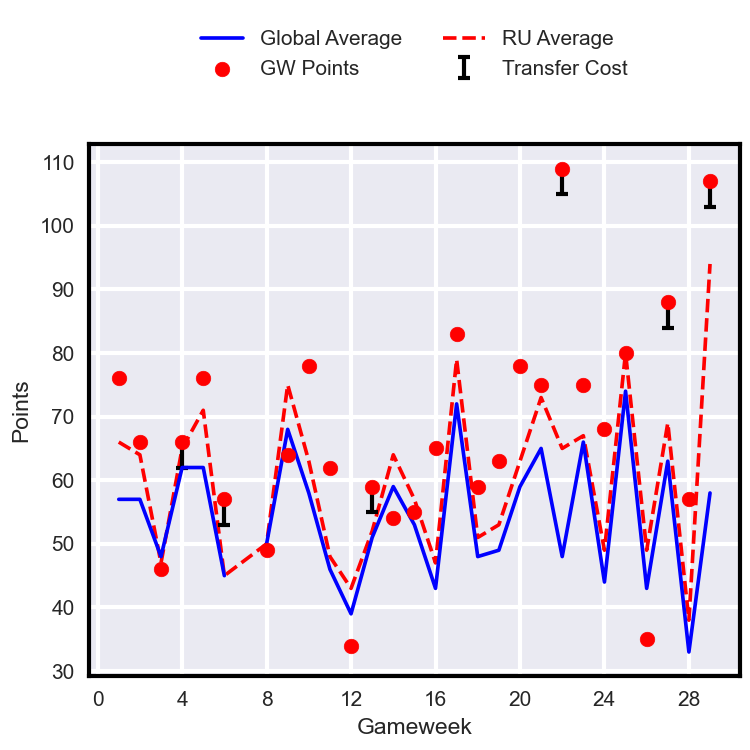 Global Average
RU Average
GW Points
Transfer Cost
110
100
90
80
70
60
50
40
30
Points
0 4 8 12 16 20 24 28
Gameweek